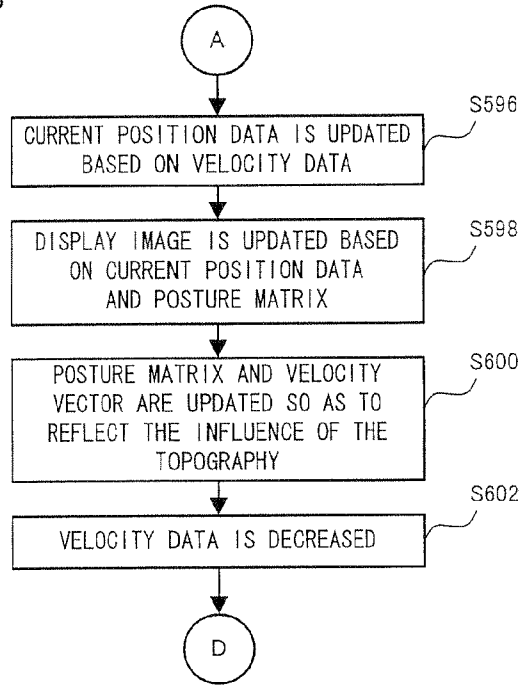 A
S596
CURRENT POSITION DATA IS UPDATED
BASED ON VELOCITY DATA
S598
DISPLAY IMAGE IS UPDATED BASED
ON CURRENT POSITION DATA
AND POSTURE MATRIX
S600
POSTURE MATRIX AND VELOCITY
VECTOR ARE UPDATED SO AS TO
REFLECT THE INFLUENCE OF THE
TOPOGRAPHY
S602
VELOCITY DATA IS DECREASED
D